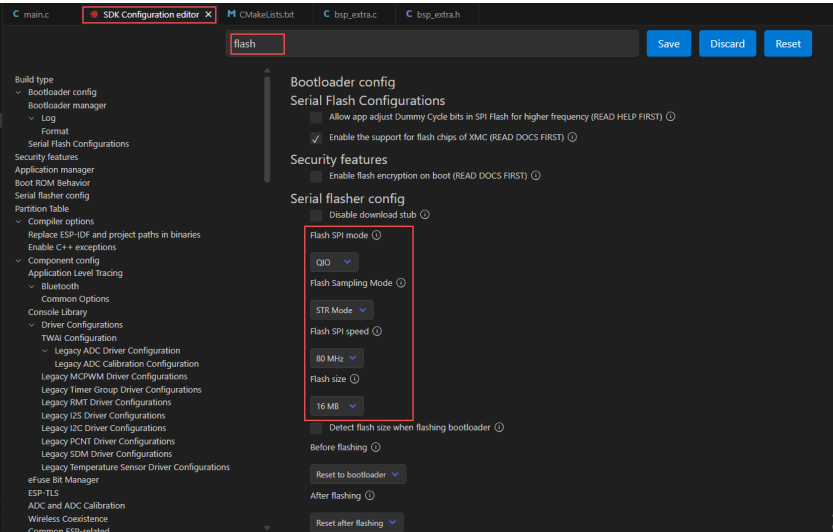 main.c
SDK Configuration editor
CMakeLists.txt
bsp_extra.c
bsp_extra.h
flash
Save
Discard
Reset
Build type
Bootloader config
Bootloader manager
Log
Format
Serial Flash Configurations
Security features
Application manager
Boot ROM Behavior
Serial flasher config
Partition Table
Compiler options
Replace ESP-IDF and project paths in binaries
Enable C++ exceptions
Component config
Application Level Tracing
Bluetooth
Common Options
Console Library
Driver Configurations
TWAI Configuration
Legacy ADC Driver Configuration
Legacy ADC Calibration Configuration
Legacy MCPWM Driver Configurations
Legacy Timer Group Driver Configurations
Legacy RMT Driver Configurations
Legacy I2S Driver Configurations
Legacy I2C Driver Configurations
Legacy PCNT Driver Configurations
Legacy SDM Driver Configurations
Legacy Temperature Sensor Driver Configurations
eFuse Bit Manager
ESP-TLS
ADC and ADC Calibration
Wireless Coexistence
Common ESP-related
Bootloader config
Serial Flash Configurations
Allow app adjust Dummy Cycle bits in SPI Flash for higher frequency (READ HELP FIRST)
Enable the support for flash chips of XMC (READ DOCS FIRST)
Security features
Enable flash encryption on boot (READ DOCS FIRST)
Serial flasher config
Disable download stub
Flash SPI mode
QIO
Flash Sampling Mode
STR Mode
Flash SPI speed
80 MHz
Flash size
16 MB
Detect flash size when flashing bootloader
Before flashing
Reset to bootloader
After flashing
Reset after flashing